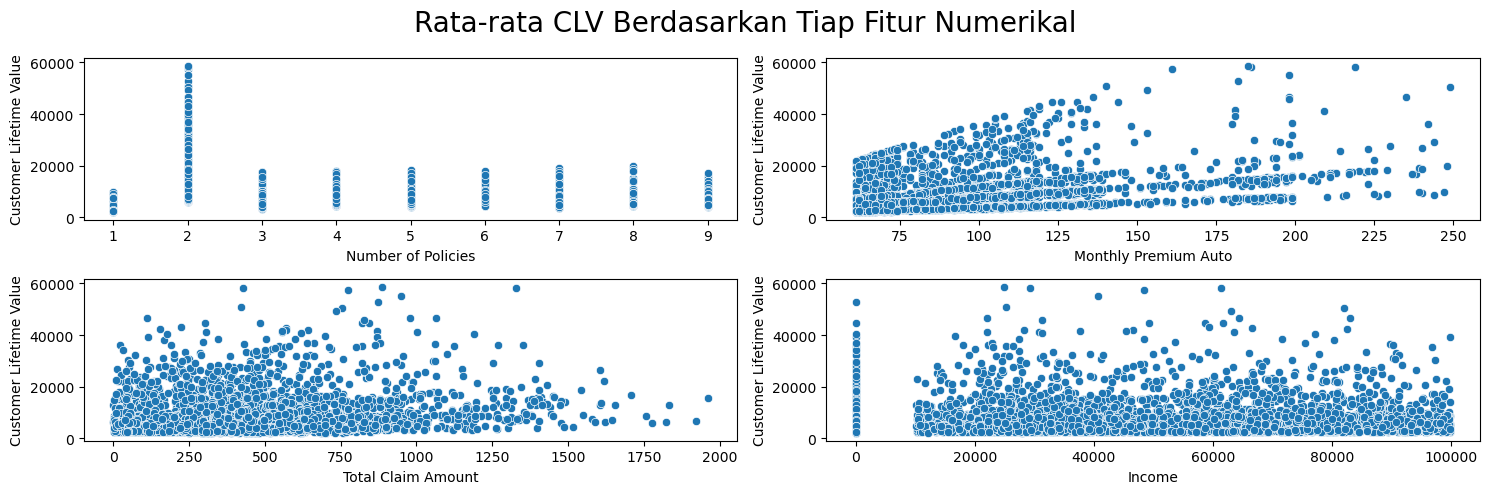 Rata-rata CLV Berdasarkan Tiap Fitur Numerikal
Customer Lifetime Value
60000
40000
20000
0
1 2 3 4 5 6 7 8 9
Number of Policies
Customer Lifetime Value
60000
40000
20000
0
75 100 125 150 175 200 225 250
Monthly Premium Auto
Customer Lifetime Value
60000
40000
20000
0
0 250 500 750 1000 1250 1500 1750 2000
Total Claim Amount
Customer Lifetime Value
60000
40000
20000
0
0 20000 40000 60000 80000 100000
Income